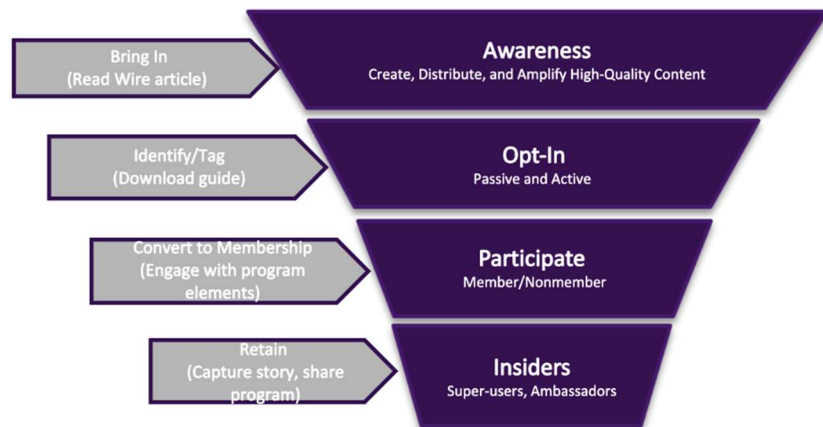 Bring In
(Read Wire article)
Awareness
Create, Distribute, and Amplify High-Quality Content
Identify/Tag
(Download guide)
Opt-In
Passive and Active
Convert to Membership
(Engage with program
elements)
Participate
Member/Nonmember
Retain
(Capture story, share
program)
Insiders
Super-users, Ambassadors